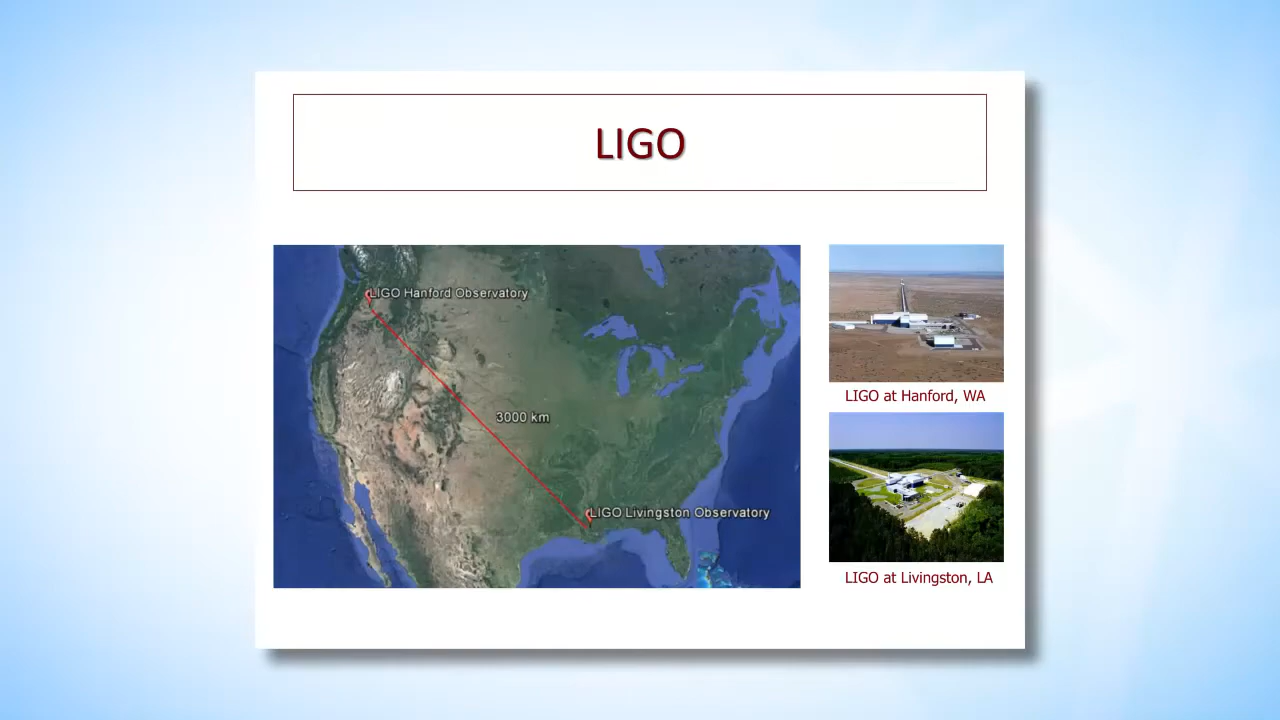 LIGO
LIGO Hanford Observatory
3000 km
LIGO Livingston Observatory
LIGO at Hanford, WA
LIGO at Livingston, LA